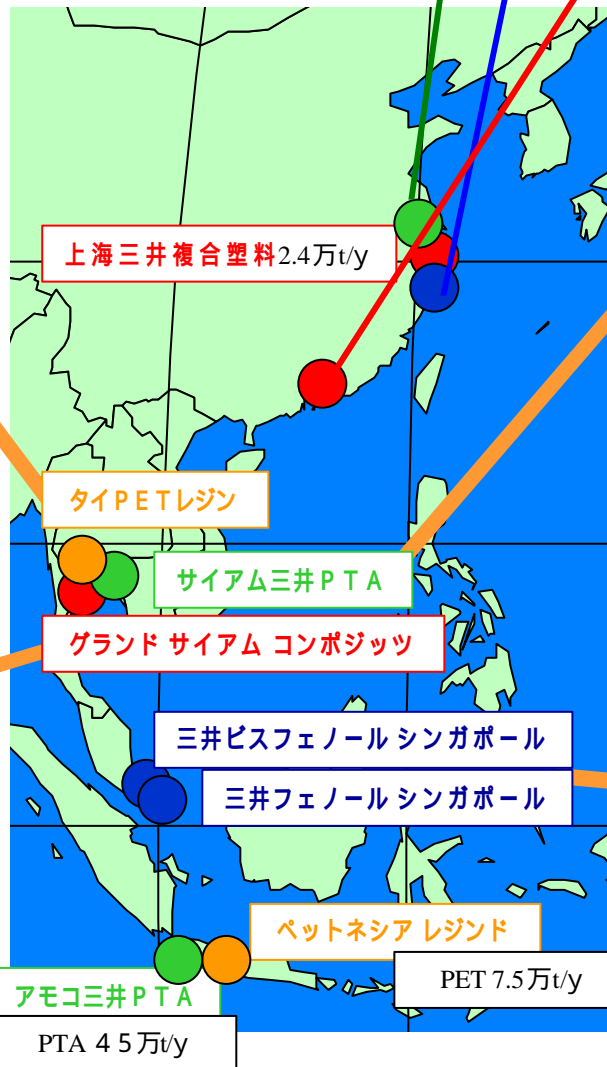 上海三井複合塑料2.4万t/y
タイPETレジン
サイアム三井PTA
グランド サイアム コンポジッツ
三井ビスフェノール シンガポール
三井フェノール シンガポール
ペットネシア レジンド
PET 7.5万t/y
アモコ三井PTA
PTA 45万t/y